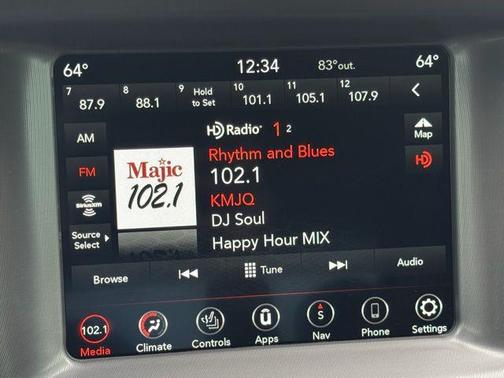 64° 12:34 83° out. 64°
7 8 9 10 11 12
87.9 88.1 Hold to Set 101.1 105.1 107.9
AM
HD Radio 1 2
Map
Rhythm and Blues
FM
Majic
102.1
102.1
HD
KMJQ
SiriusXM
DJ Soul
Source
Select
Happy Hour MIX
Browse Tune Audio
102.1 S
Media Climate Controls Apps Nav Phone Settings